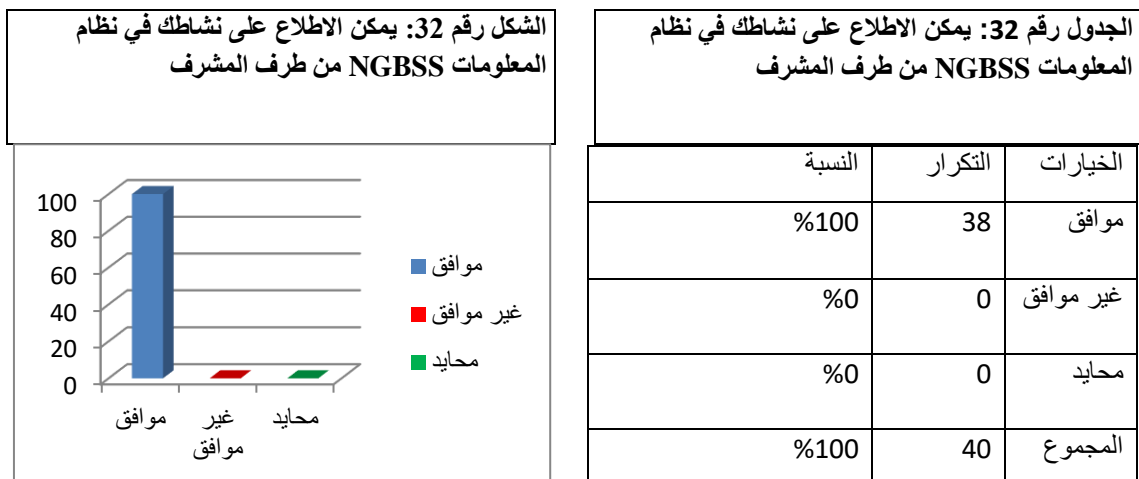 الجدول رقم 32: يمكن الاطلاع على نشاطك في نظام
المعلومات NGBSS من طرف المشرف
الخيارات التكرار النسبة
موافق 38 %100
غير موافق 0 %0
محايد 0 %0
المجموع 40 %100
الشكل رقم 32: يمكن الاطلاع على نشاطك في نظام
المعلومات NGBSS من طرف المشرف
100
80
60
40
20
0
موافق غير محايد
موافق
موافق
غير موافق
محايد